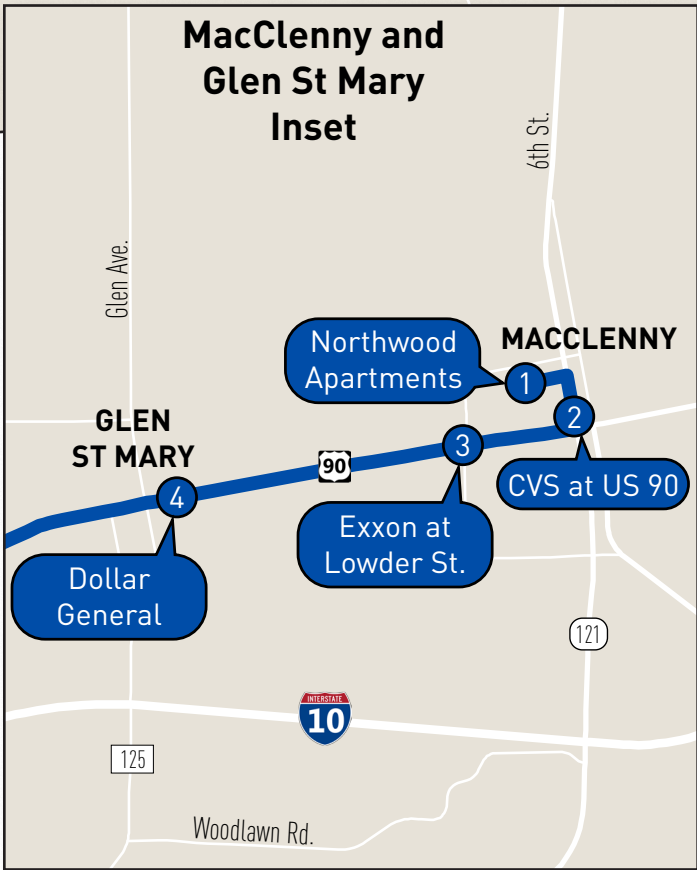 MacClenny and
Glen St Mary
Inset
6th St.
Glen Ave.
Northwood
Apartments
MACCLENNY
1
2
GLEN
ST MARY
3
90
CVS at US 90
4
Exxon at
Lowder St.
Dollar
General
121
INTERSTATE
10
125
Woodlawn Rd.